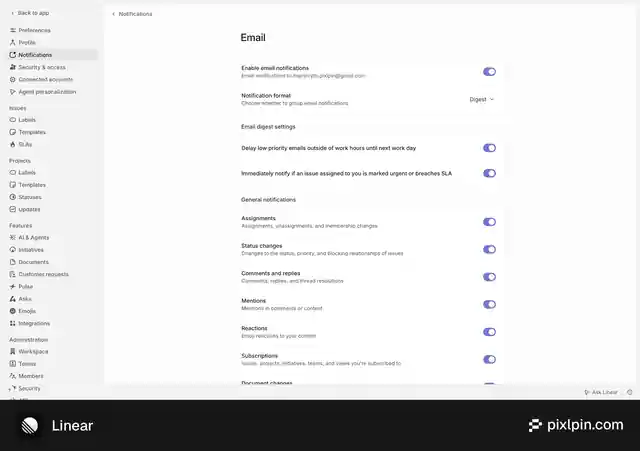 Back to app
Preferences
Profile
Notifications
Security & access
Connected accounts
Agent personalization
Issues
Labels
Templates
SLAs
Projects
Labels
Templates
Statuses
Updates
Features
AI & Agents
Initiatives
Documents
Customer requests
Pulse
Asks
Emojis
Integrations
Administration
Workspace
Teams
Members
Security
Notifications
Email
Enable email notifications
Email notifications to
Notification format
Choose whether to group email notifications
Digest
Email digest settings
Delay low priority emails outside of work hours until next work day
Immediately notify if an issue assigned to you is marked urgent or breaches SLA
General notifications
Assignments
Assignments, unassignments, and membership changes
Status changes
Changes to the status, priority, and blocking relationships of issues
Comments and replies
Comments, replies, and thread resolutions
Mentions
Mentions in comments or content
Reactions
Emoji reactions to your content
Subscriptions
Issues, projects, initiatives, teams, and views you're subscribed to
Document changes
Ask Linear
Linear
pixlpin.com